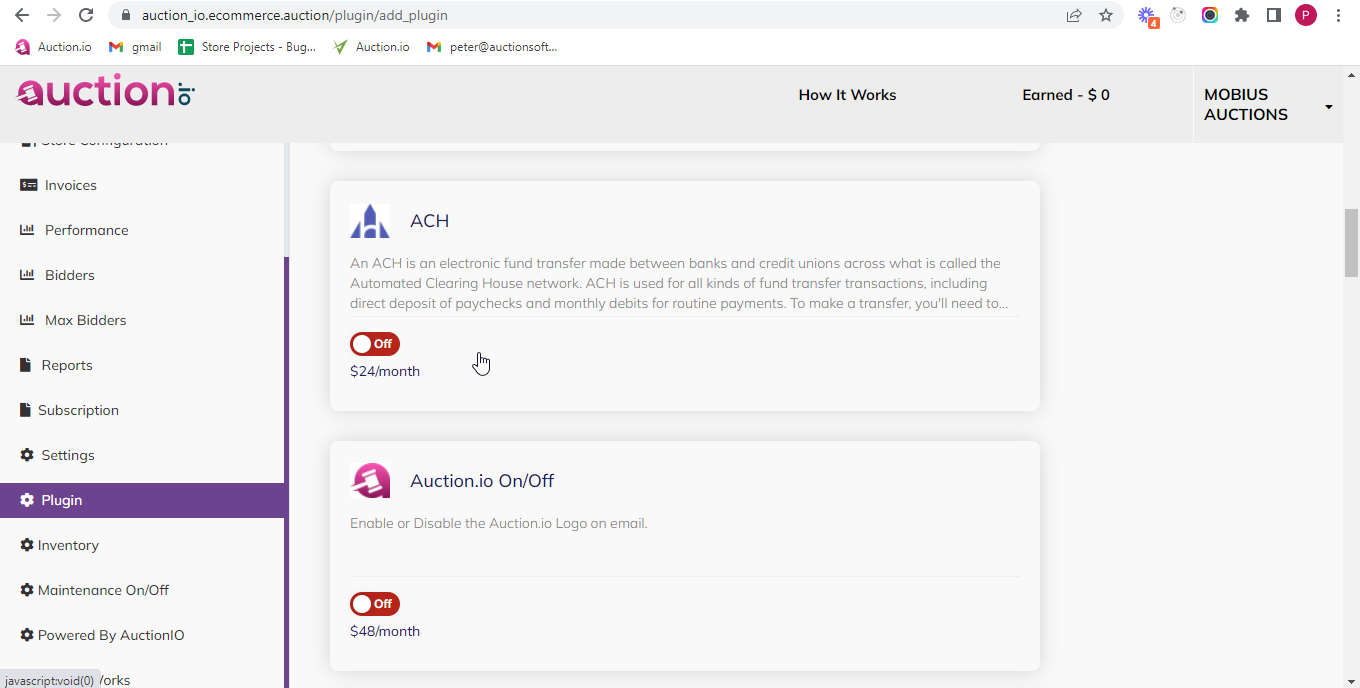 auction_io.ecommerce.auction/plugin/add_plugin
4
P
Auction.io
gmail
Store Projects - Bug...
Auction.io
peter@auctionsoft...
auction io
How It Works
Earned - $ 0
MOBIUS
AUCTIONS
Store Configuration
Invoices
Performance
Bidders
Max Bidders
Reports
Subscription
Settings
Plugin
Inventory
Maintenance On/Off
Powered By AuctionIO
Works
javascript:void(0)
ACH
An ACH is an electronic fund transfer made between banks and credit unions across what is called the
Automated Clearing House network. ACH is used for all kinds of fund transfer transactions, including
direct deposit of paychecks and monthly debits for routine payments. To make a transfer, you'll need to...
Off
$24/month
Auction.io On/Off
Enable or Disable the Auction.io Logo on email.
Off
$48/month